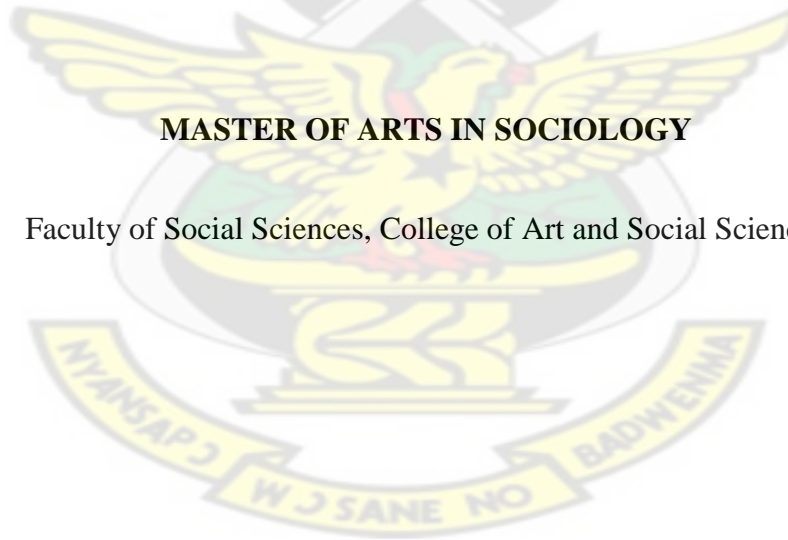 MASTER OF ARTS IN SOCIOLOGY
Faculty of Social Sciences, College of Art and Social Scien
NYANSAPƆ WƆSANE NO BADWENMA